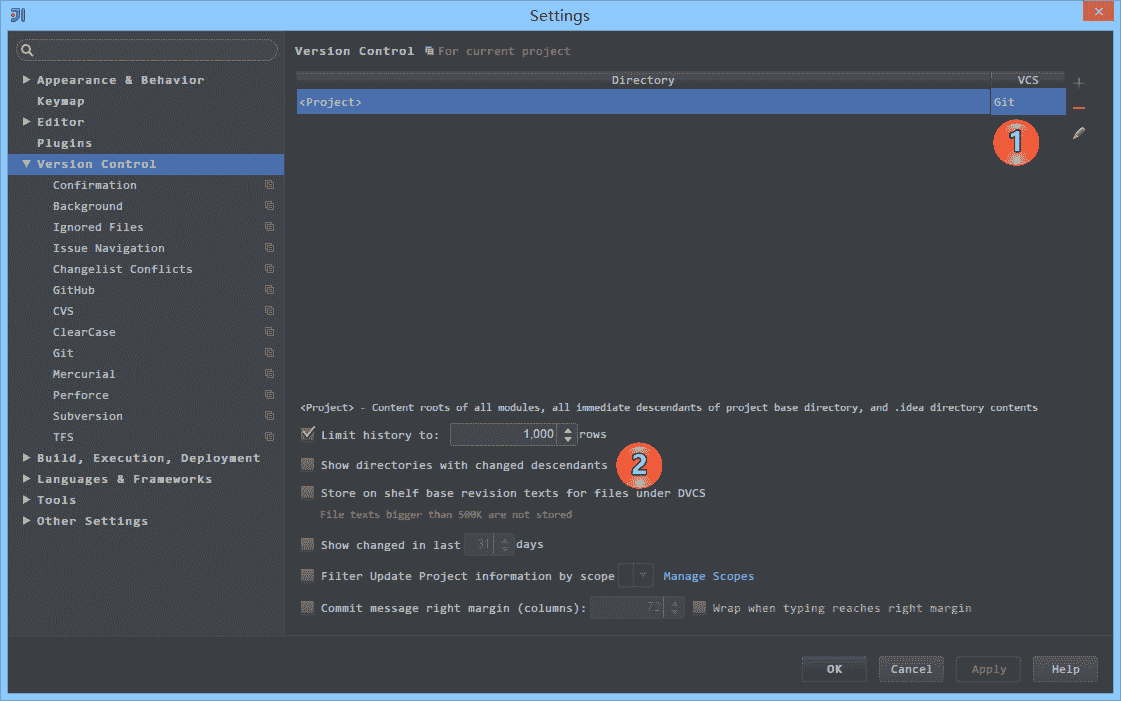 Settings
Version Control For current project
Appearance & Behavior
Keymap
Editor
Plugins
Version Control
Confirmation
Background
Ignored Files
Issue Navigation
Changelist Conflicts
GitHub
CVS
ClearCase
Git
Mercurial
Perforce
Subversion
TFS
Build, Execution, Deployment
Languages & Frameworks
Tools
Other Settings
Directory VCS
<Project> Git
1
<Project> - Content roots of all modules, all immediate descendants of project base directory, and .idea directory contents
Limit history to: 1,000 rows
Show directories with changed descendants
2
Store on shelf base revision texts for files under DVCS
File texts bigger than 500K are not stored
Show changed in last 31 days
Filter Update Project information by scope Manage Scopes
Commit message right margin (columns): 72 Wrap when typing reaches right margin
OK Cancel Apply Help